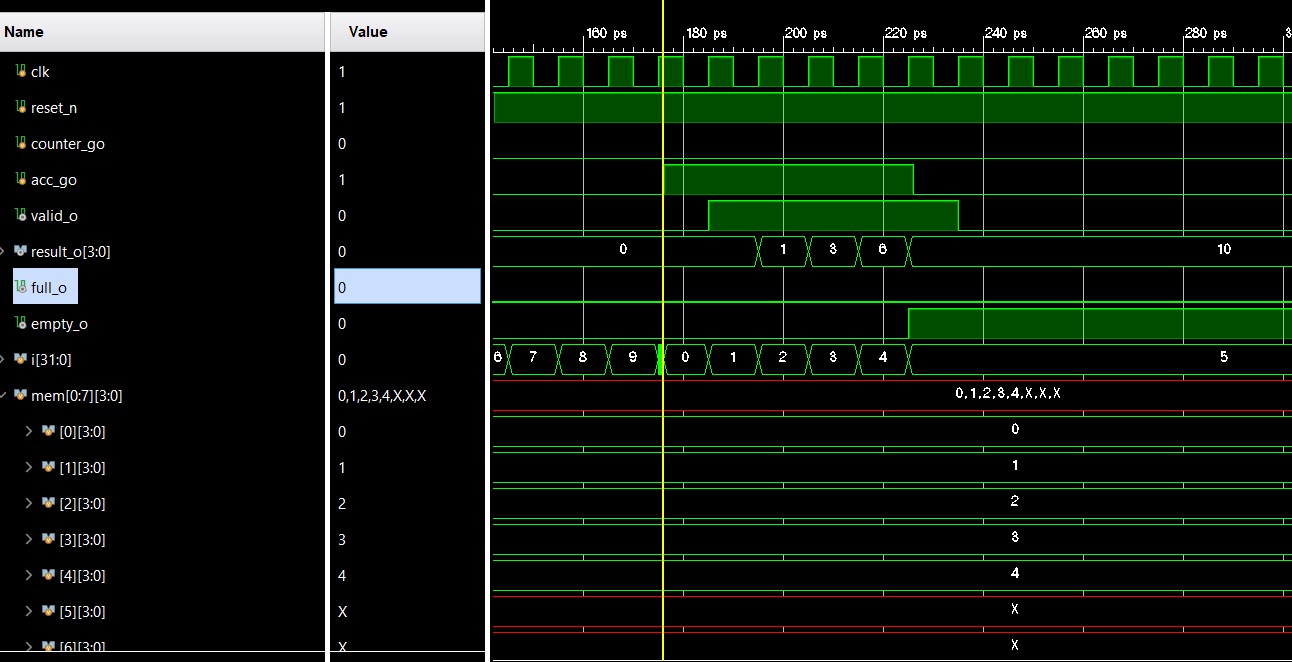 Name Value
160 ps 180 ps 200 ps 220 ps 240 ps 260 ps 280 ps 3
clk 1
reset_n 1
counter_go 0
acc_go 1
valid_o 0
result_o[3:0] 0 0 1 3 6 10
full_o 0
empty_o 0
i[31:0] 0 6 7 8 9 0 1 2 3 4 5
mem[0:7][3:0] 0,1,2,3,4,X,X,X 0,1,2,3,4,X,X,X
[0][3:0] 0 0
[1][3:0] 1 1
[2][3:0] 2 2
[3][3:0] 3 3
[4][3:0] 4 4
[5][3:0] X X
[6][3:0] X X